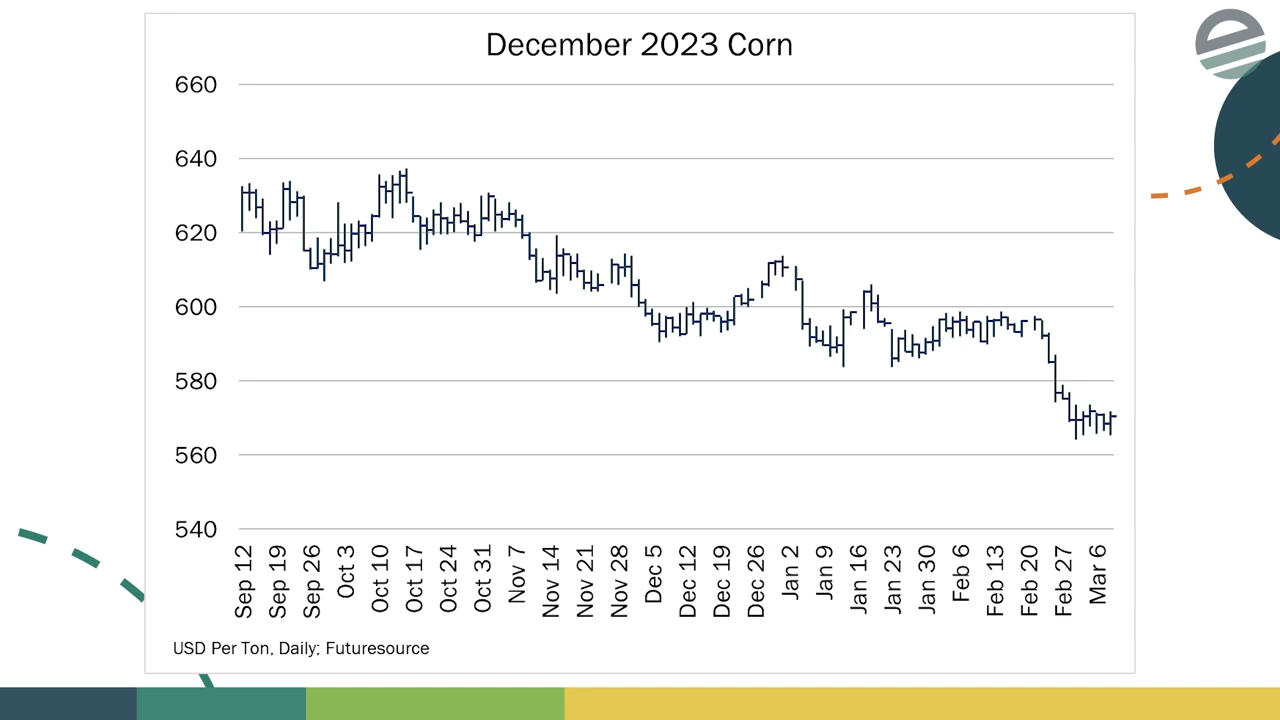 December 2023 Corn
660
640
620
600
580
560
540
Sep 12
Sep 19
Sep 26
Oct 3
Oct 10
Oct 17
Oct 24
Oct 31
Nov 7
Nov 14
Nov 21
Nov 28
Dec 5
Dec 12
Dec 19
Dec 26
Jan 2
Jan 9
Jan 16
Jan 23
Jan 30
Feb 6
Feb 13
Feb 20
Feb 27
Mar 6
USD Per Ton, Daily; Futuresource